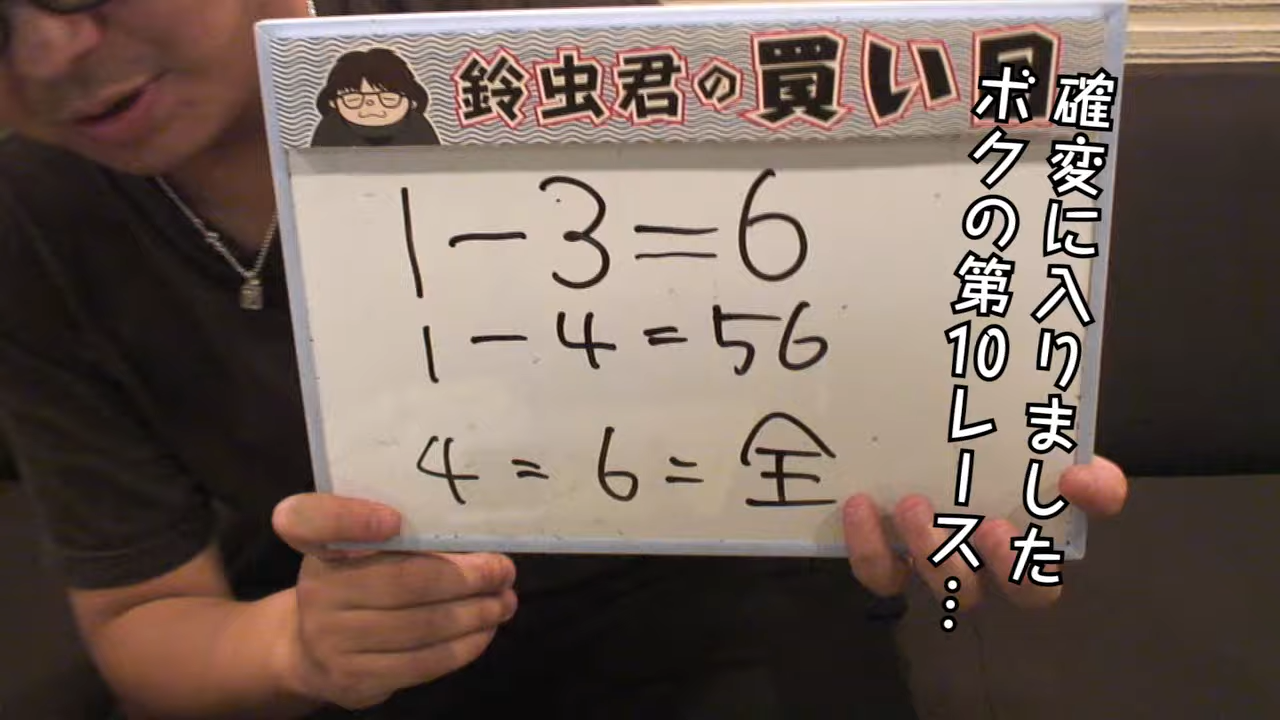 鈴虫君の買い目
1-3=6
1-4=56
4=6=全
確変に入りました
ボクの第10レース…